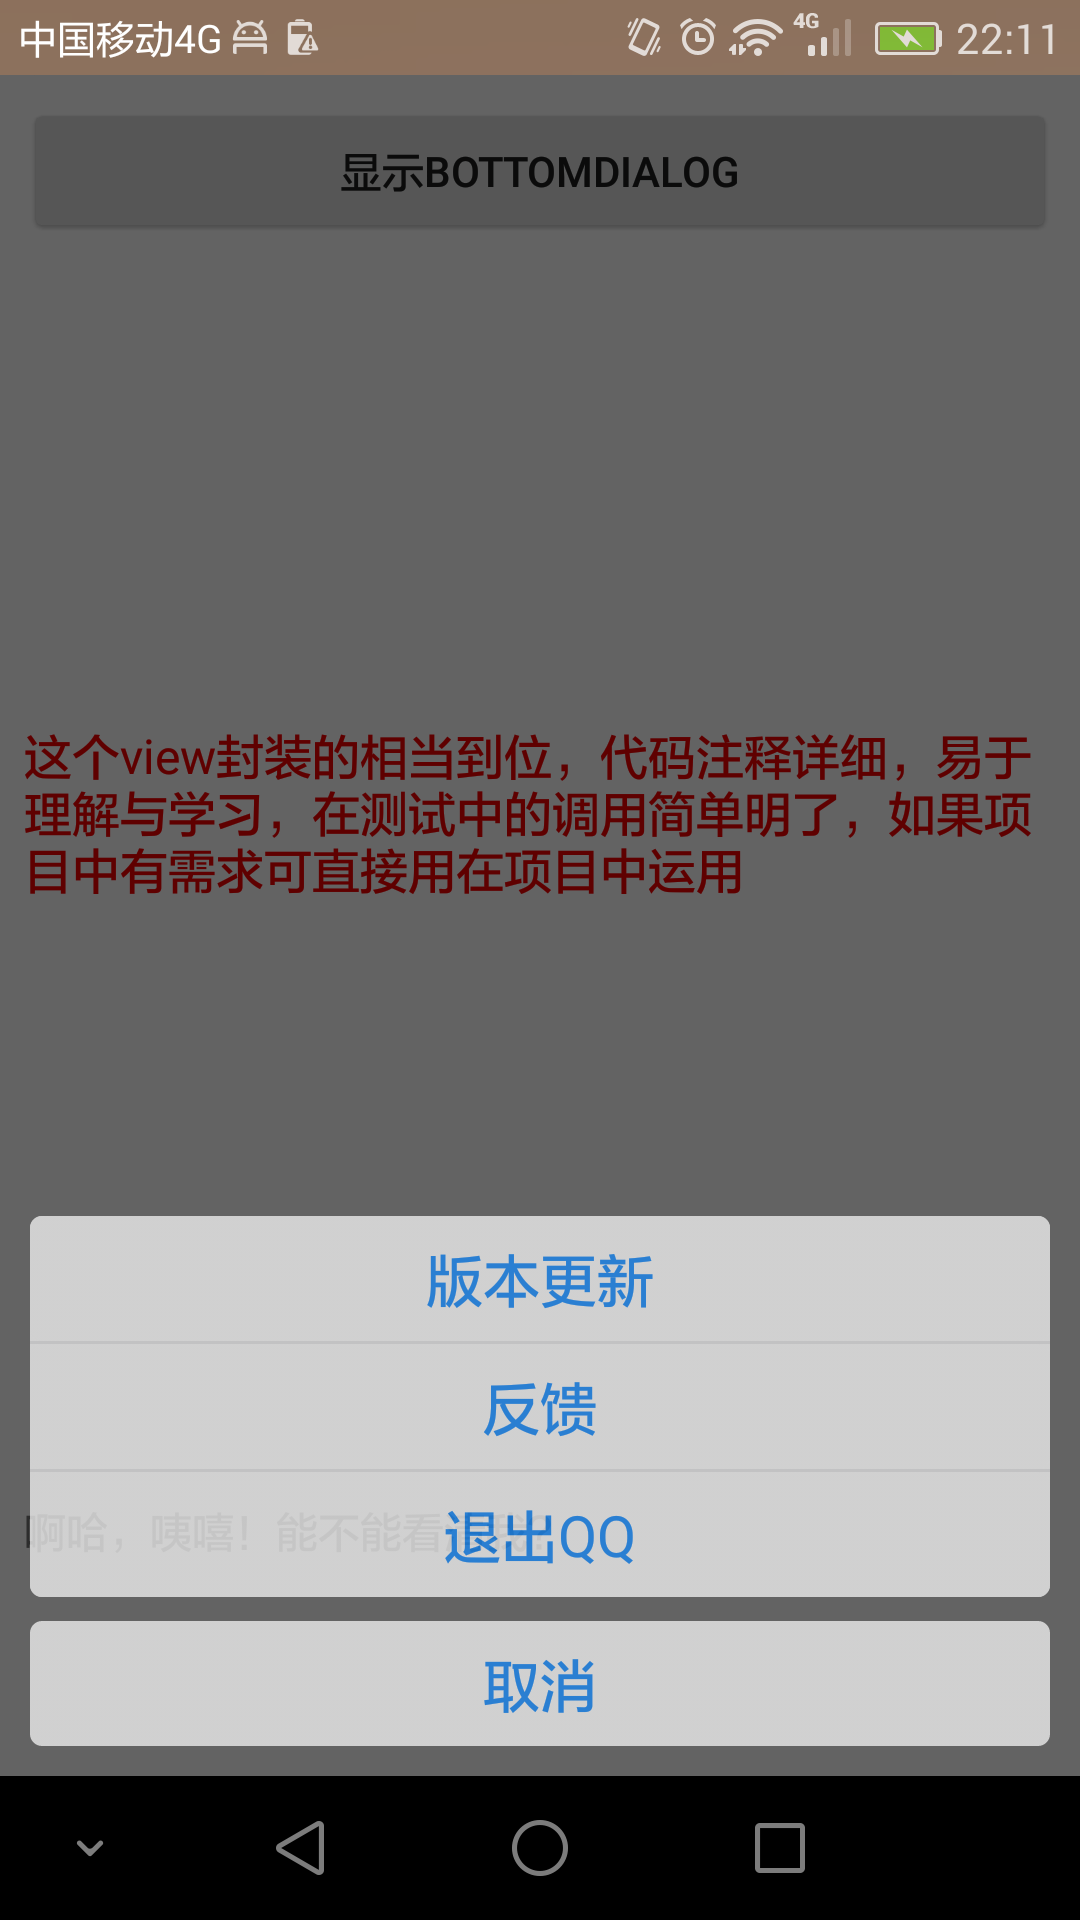 中国移动4G 4G 22:11
显示BOTTOMDIALOG
这个view封装的相当到位，代码注释详细，易于
理解与学习，在测试中的调用简单明了，如果项
目中有需求可直接用在项目中运用
版本更新
反馈
啊哈，咦嘻！能不能看
退出QQ
取消